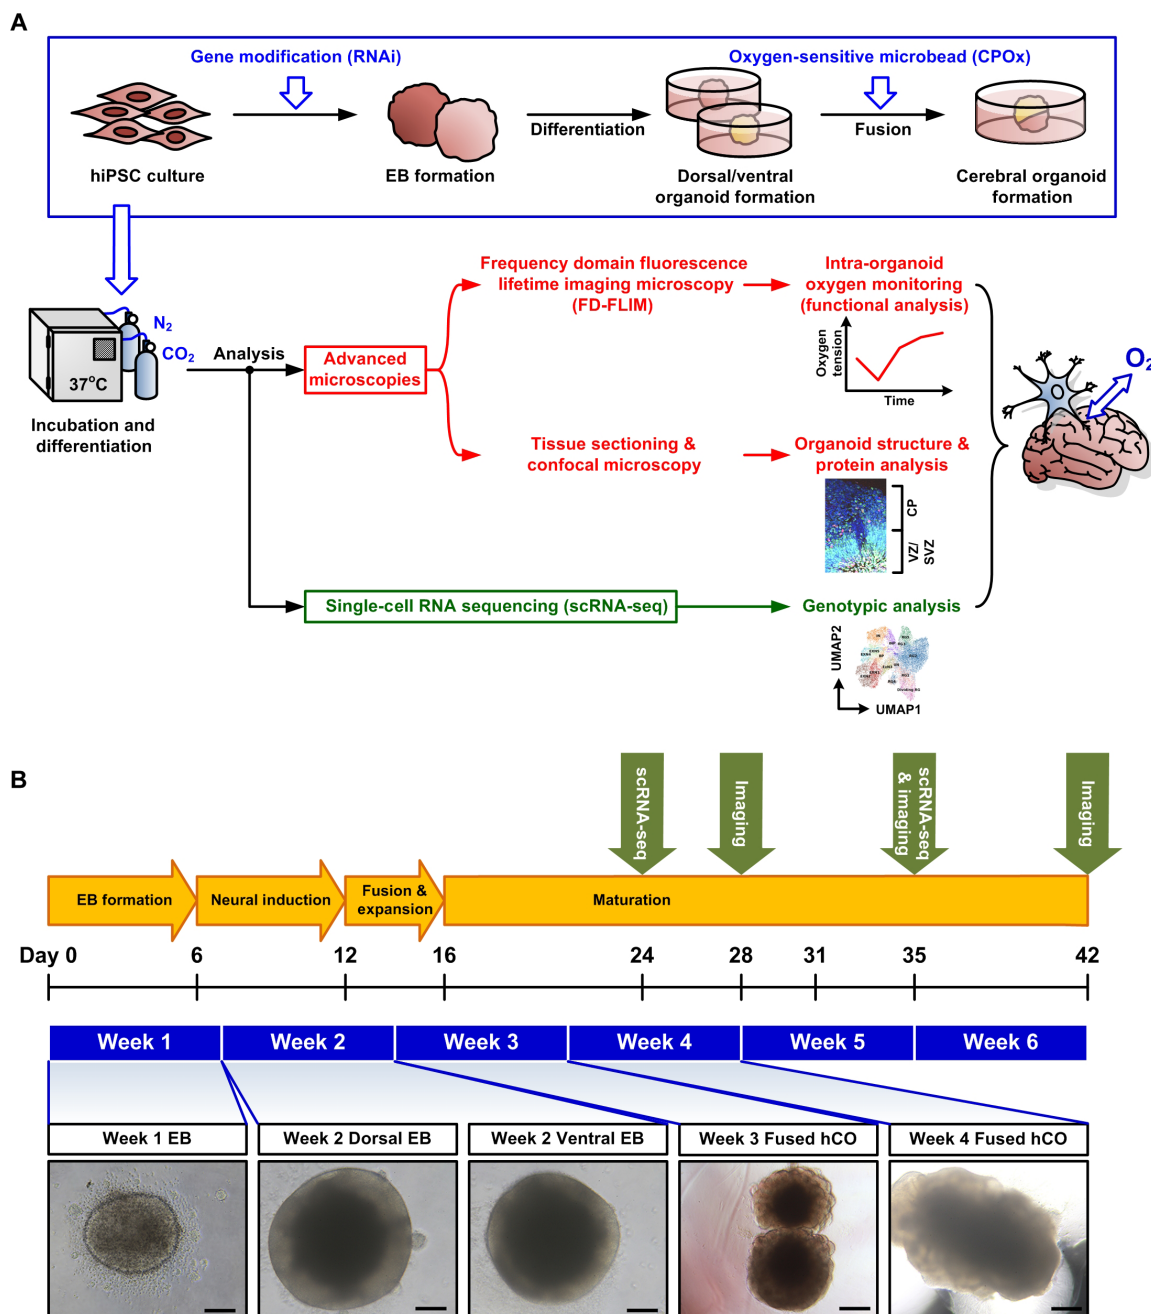 A
Gene modification (RNAi)
Oxygen-sensitive microbead (CPOx)
Differentiation
Fusion
hiPSC culture
EB formation
Dorsal/ventral
organoid formation
Cerebral organoid
formation
Frequency domain fluorescence
lifetime imaging microscopy
(FD-FLIM)
Intra-organoid
oxygen monitoring
(functional analysis)
N2
CO2
37°C
Analysis
Advanced
microscopies
Oxygen
tension
Time
O2
Incubation and
differentiation
Tissue sectioning &
confocal microscopy
Organoid structure &
protein analysis
CP
VZ/
SVZ
Single-cell RNA sequencing (scRNA-seq)
Genotypic analysis
UMAP2
Dividing RG
UMAP1
B
scRNA-seq
Imaging
scRNA-seq
& imaging
Imaging
EB formation
Neural induction
Fusion &
expansion
Maturation
Day 0
6
12
16
24
28
31
35
42
Week 1
Week 2
Week 3
Week 4
Week 5
Week 6
Week 1 EB
Week 2 Dorsal EB
Week 2 Ventral EB
Week 3 Fused hCO
Week 4 Fused hCO